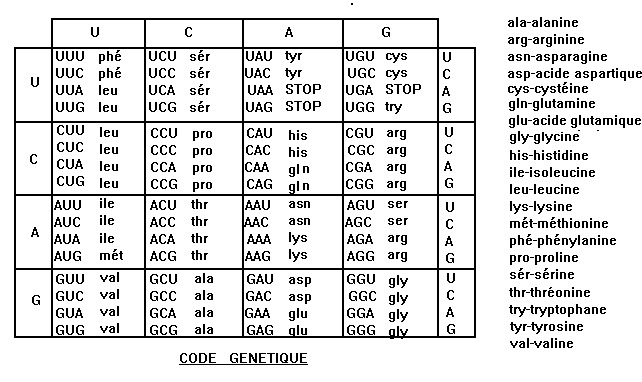 U C A G
U
UUU phé UCU sér UAU tyr UGU cys U
UUC phé UCC sér UAC tyr UGC cys C
UUA leu UCA sér UAA STOP UGA STOP A
UUG leu UCG sér UAG STOP UGG try G
C
CUU leu CCU pro CAU his CGU arg U
CUC leu CCC pro CAC his CGC arg C
CUA leu CCA pro CAA gln CGA arg A
CUG leu CCG pro CAG gln CGG arg G
A
AUU ile ACU thr AAU asn AGU ser U
AUC ile ACC thr AAC asn AGC ser C
AUA ile ACA thr AAA lys AGA arg A
AUG mét ACG thr AAG lys AGG arg G
G
GUU val GCU ala GAU asp GGU gly U
GUC val GCC ala GAC asp GGC gly C
GUA val GCA ala GAA glu GGA gly A
GUG val GCG ala GAG glu GGG gly G
CODE GENETIQUE
ala-alanine
arg-arginine
asn-asparagine
asp-acide aspartique
cys-cystéine
gln-glutamine
glu-acide glutamique
gly-glycine
his-histidine
ile-isoleucine
leu-leucine
lys-lysine
mét-méthionine
phé-phénylanine
pro-proline
sér-sérine
thr-thréonine
try-tryptophane
tyr-tyrosine
val-valine